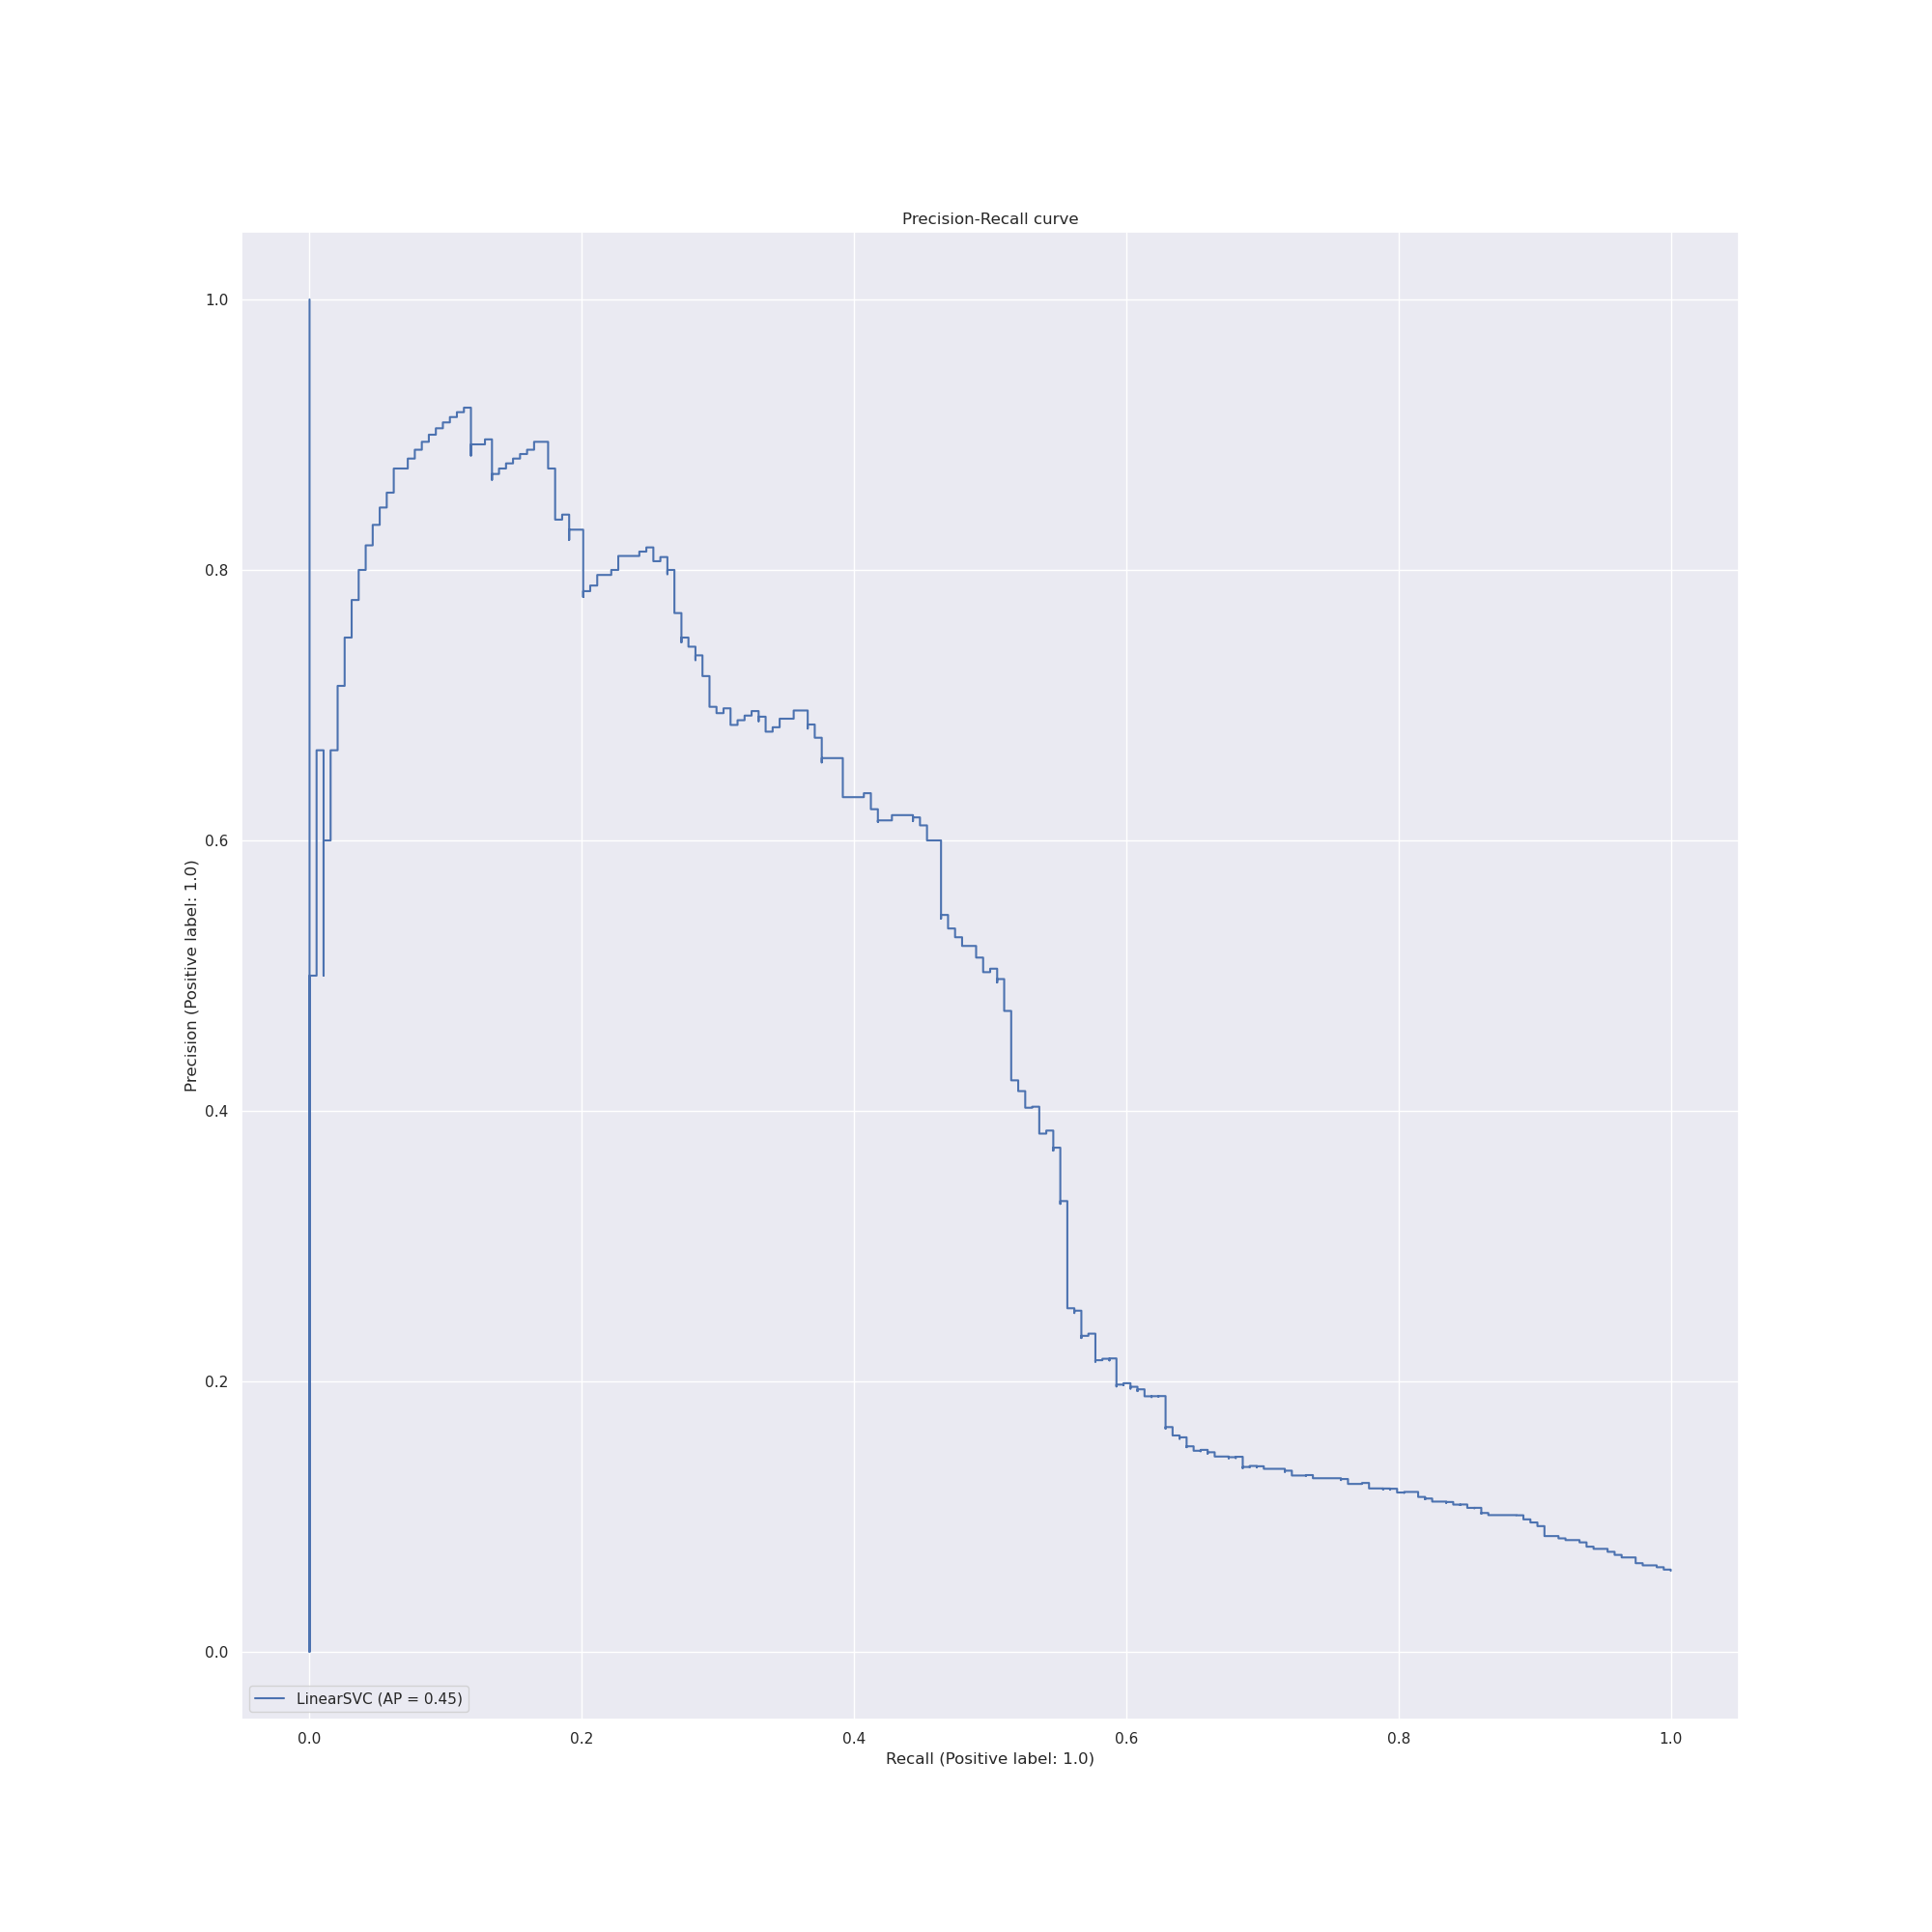 Precision-Recall curve
1.0
0.8
0.6
0.4
0.2
0.0
Precision (Positive label: 1.0)
LinearSVC (AP = 0.45)
0.0 0.2 0.4 0.6 0.8 1.0
Recall (Positive label: 1.0)